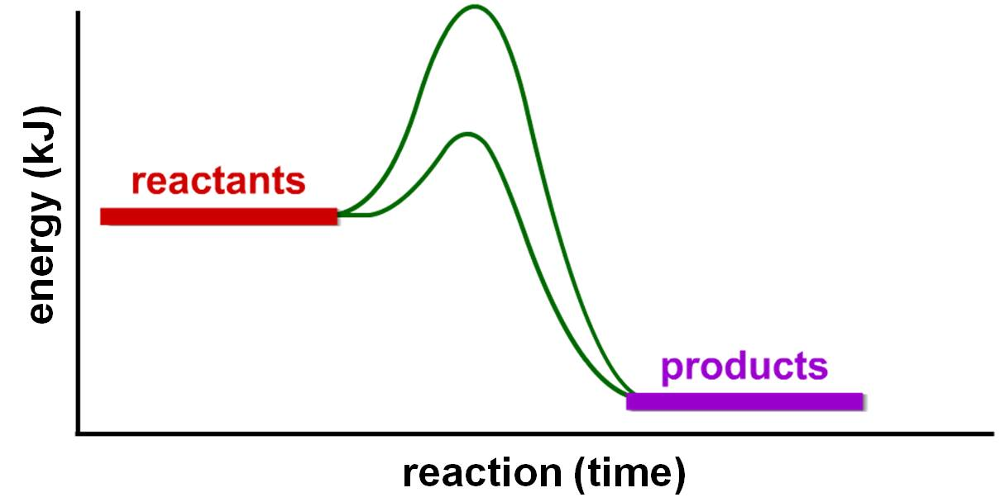 energy (kJ)
reactants
products
reaction (time)